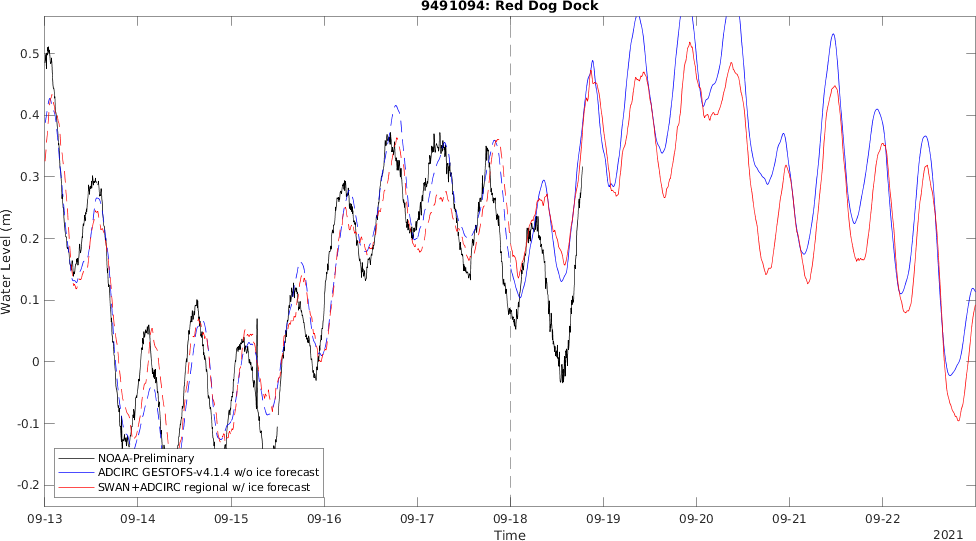 9491094: Red Dog Dock
0.5
0.4
0.3
0.2
0.1
0
-0.1
-0.2
Water Level (m)
NOAA-Preliminary
ADCIRC GESTOFS-v4.1.4 w/o ice forecast
SWAN+ADCIRC regional w/ ice forecast
09-13 09-14 09-15 09-16 09-17 09-18 09-19 09-20 09-21 09-22
Time
2021